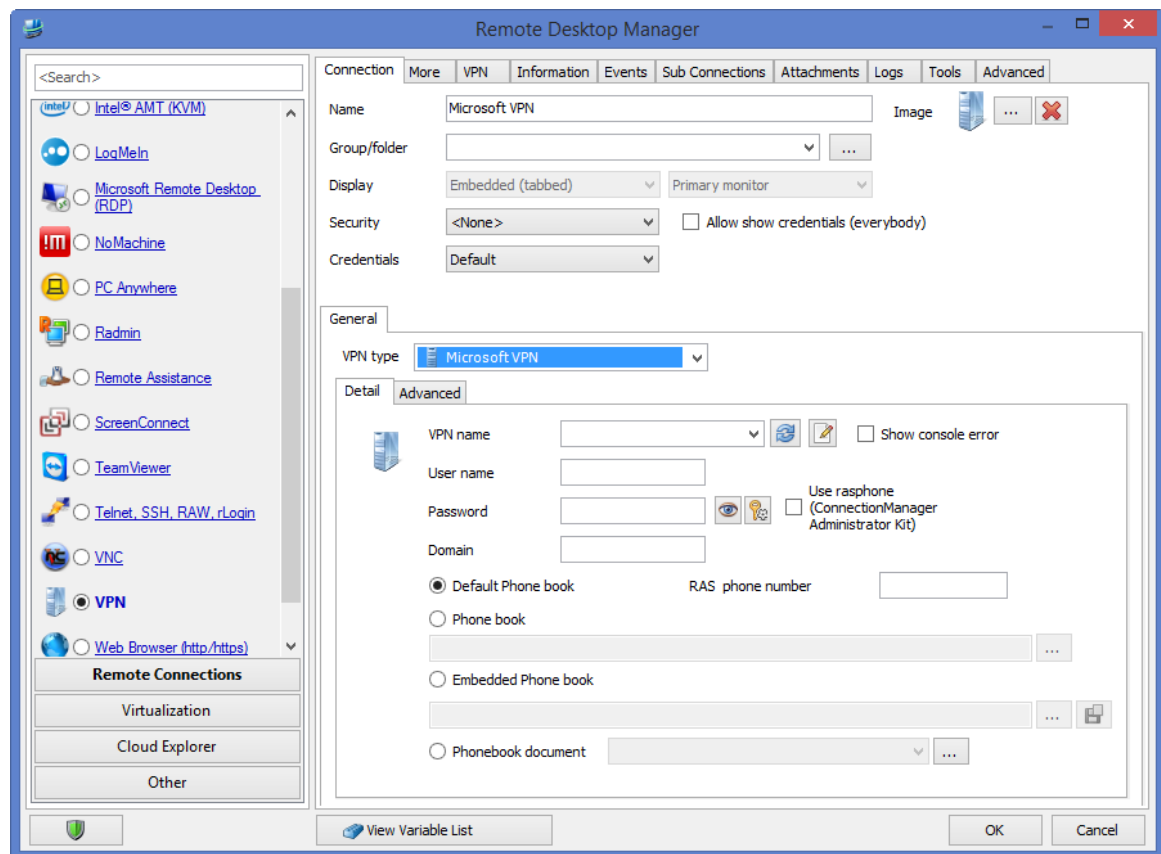 Remote Desktop Manager
<Search>
intel Intel® AMT (KVM)
LogMeIn
Microsoft Remote Desktop
(RDP)
!m NoMachine
PC Anywhere
Radmin
Remote Assistance
ScreenConnect
TeamViewer
Telnet, SSH, RAW, rLogin
VNC
VPN
Web Browser (http/https)
Remote Connections
Virtualization
Cloud Explorer
Other
Connection More VPN Information Events Sub Connections Attachments Logs Tools Advanced
Name Microsoft VPN Image ...
Group/folder ...
Display Embedded (tabbed) Primary monitor
Security <None> Allow show credentials (everybody)
Credentials Default
General
VPN type Microsoft VPN
Detail Advanced
VPN name Show console error
User name
Password
Use rasphone
(ConnectionManager
Administrator Kit)
Domain
Default Phone book RAS phone number
Phone book
...
Embedded Phone book
...
Phonebook document ...
View Variable List OK Cancel